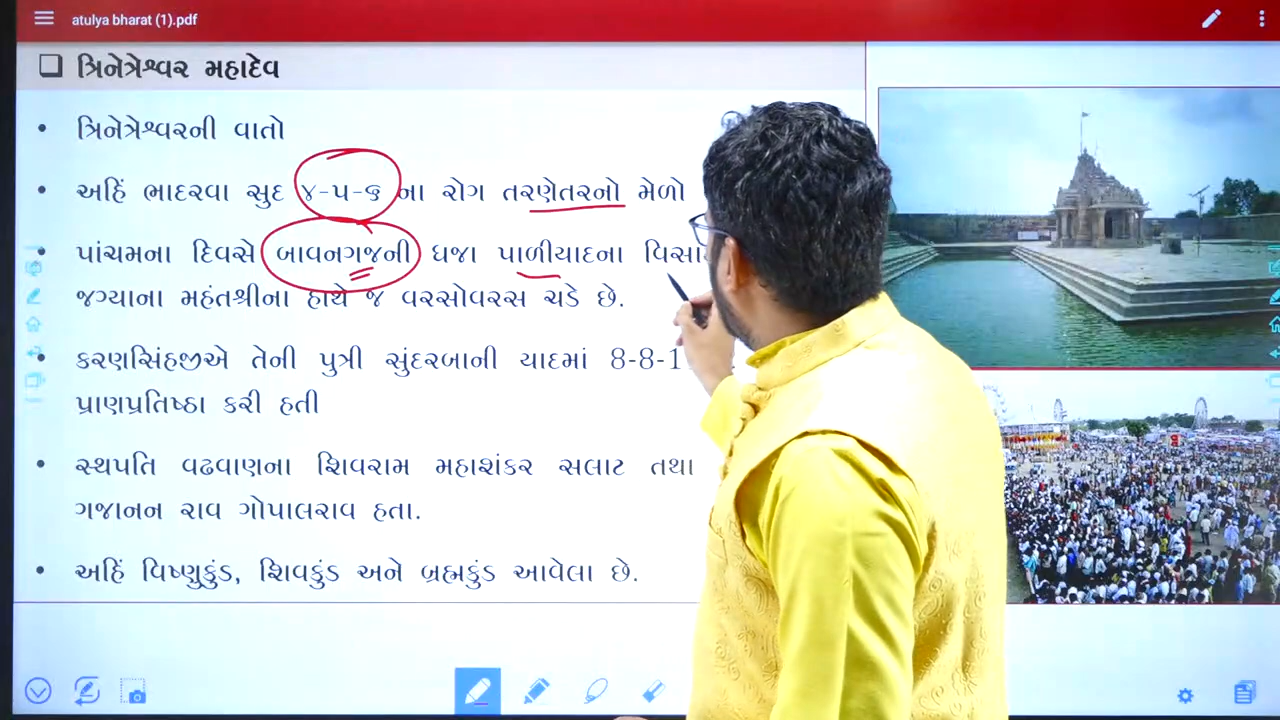 atulya bharat (1).pdf
ત્રિનેત્રેશ્વર મહાદેવ
• ત્રિનેત્રેશ્વરની વાતો
• અહિં ભાદરવા સુદ ૪-૫-૬ ના રોગ તરણેતરનો મેળો
• પાંચમના દિવસે બાવનગજની ધજા પાળીયાદના
જગ્યાના મહંતશ્રીના હાથે જ વરસોવરસ ચડે છે.
• કરણસિંહજીએ તેની પુત્રી સુંદરબાની યાદમાં
પ્રાણપ્રતિષ્ઠા કરી હતી
• સ્થપતિ વઢવાણના શિવરામ મહાશંકર સલાટ તથા
ગજાનન રાવ ગોપાલરાવ હતા.
• અહિં વિષ્ણુકુંડ, શિવકુંડ અને બ્રહ્મકુંડ આવેલા છે.